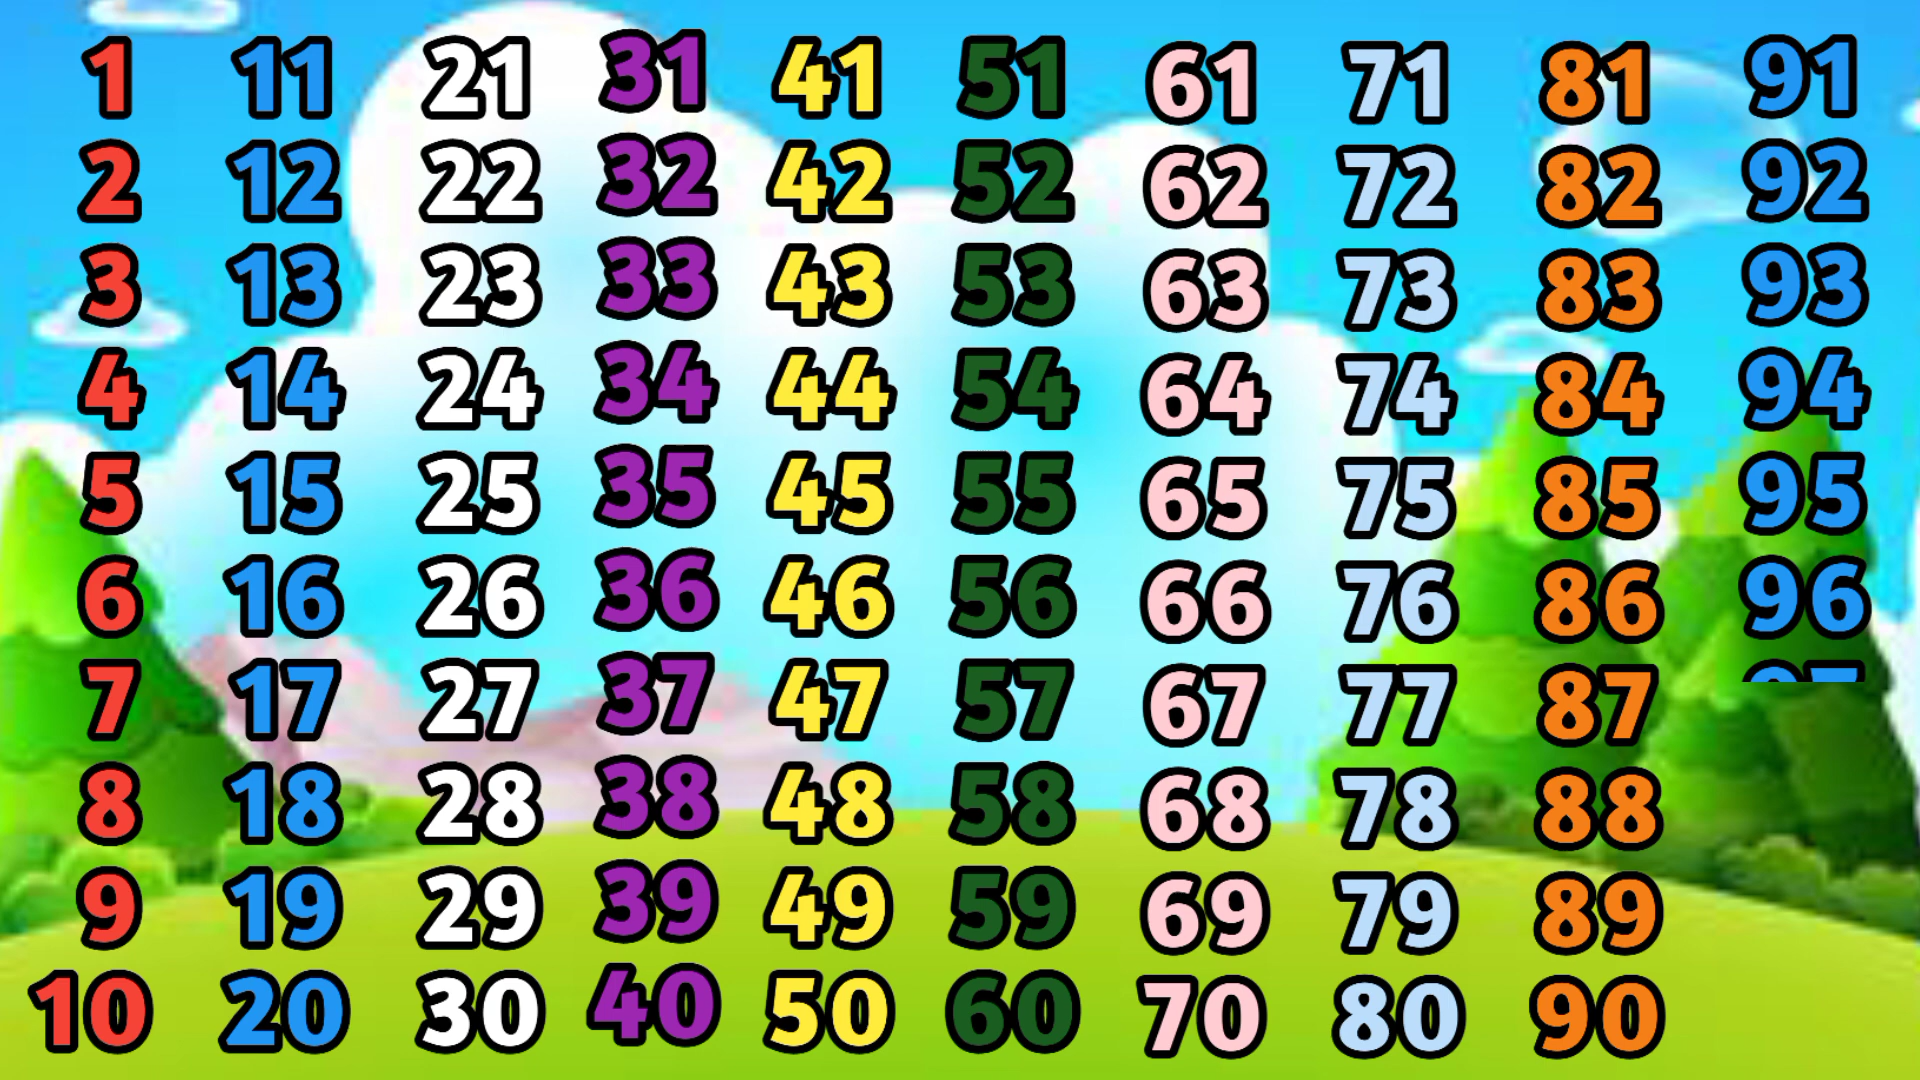 1 11 21 31 41 51 61 71 81 91
2 12 22 32 42 52 62 72 82 92
3 13 23 33 43 53 63 73 83 93
4 14 24 34 44 54 64 74 84 94
5 15 25 35 45 55 65 75 85 95
6 16 26 36 46 56 66 76 86 96
7 17 27 37 47 57 67 77 87
8 18 28 38 48 58 68 78 88
9 19 29 39 49 59 69 79 89
10 20 30 40 50 60 70 80 90